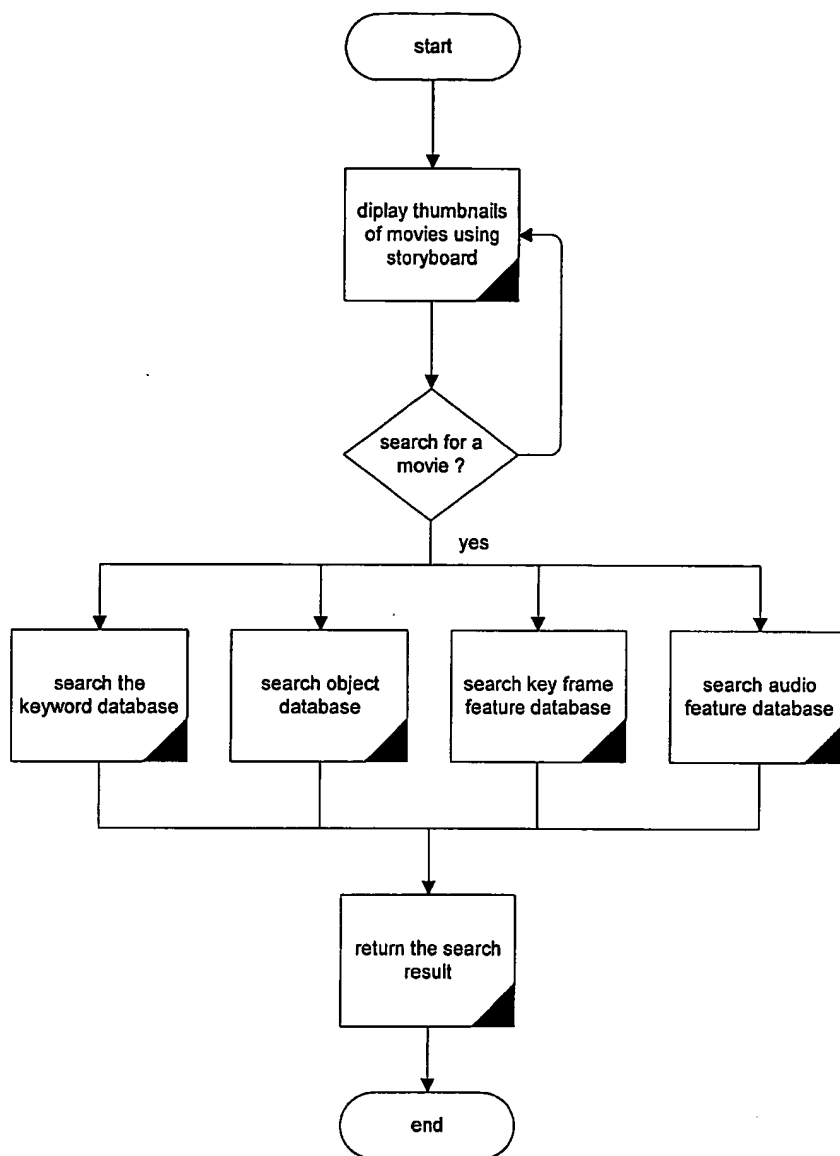 start
diplay thumbnails
of movies using
storyboard
search for a
movie ?
yes
search the
keyword database
search object
database
search key frame
feature database
search audio
feature database
return the search
result
end